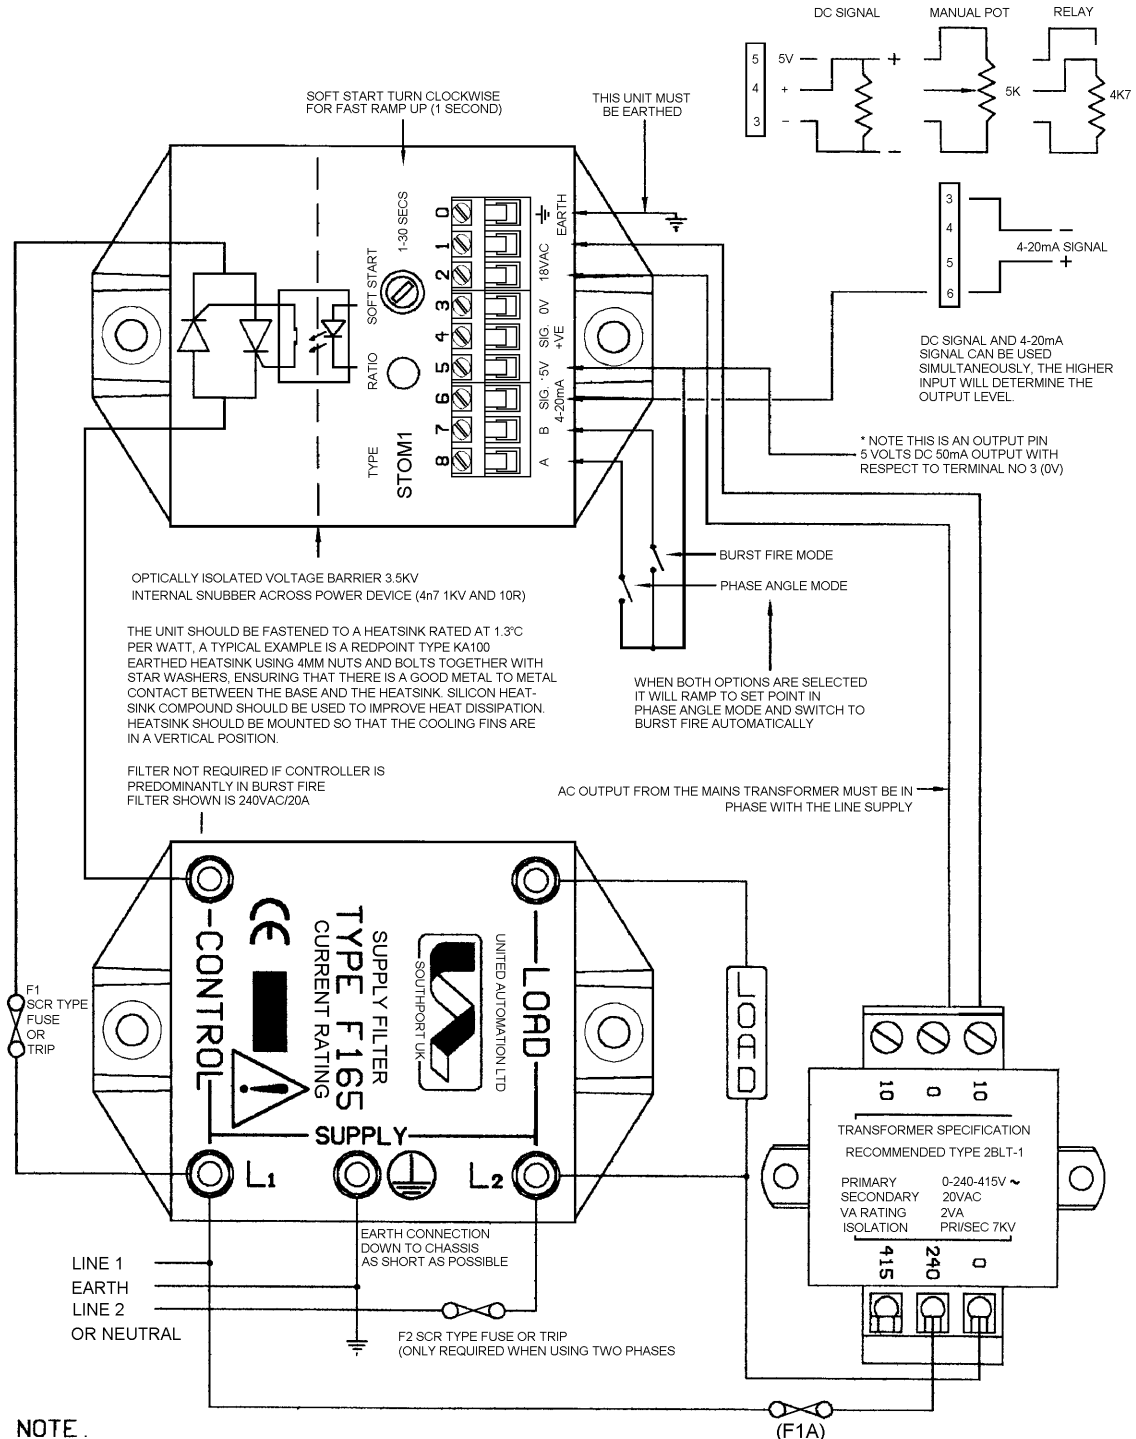 DC SIGNAL
MANUAL POT
RELAY
5 5V – +
4 +
3 – –
5K
4K7
SOFT START TURN CLOCKWISE
FOR FAST RAMP UP (1 SECOND)
THIS UNIT MUST
BE EARTHED
3
4
5
6
–
4-20mA SIGNAL
+
0
1
2
3
4
5
6
7
8
EARTH
18VAC
0V
SIG. +VE
*5V
SIG. 4-20mA
B
A
1-30 SECS
SOFT START
RATIO
TYPE
STOM1
DC SIGNAL AND 4-20mA
SIGNAL CAN BE USED
SIMULTANEOUSLY, THE HIGHER
INPUT WILL DETERMINE THE
OUTPUT LEVEL.
* NOTE THIS IS AN OUTPUT PIN
5 VOLTS DC 50mA OUTPUT WITH
RESPECT TO TERMINAL NO 3 (0V)
BURST FIRE MODE
PHASE ANGLE MODE
OPTICALLY ISOLATED VOLTAGE BARRIER 3.5KV
INTERNAL SNUBBER ACROSS POWER DEVICE (4n7 1KV AND 10R)
THE UNIT SHOULD BE FASTENED TO A HEATSINK RATED AT 1.3°C
PER WATT, A TYPICAL EXAMPLE IS A REDPOINT TYPE KA100
EARTHED HEATSINK USING 4MM NUTS AND BOLTS TOGETHER WITH
STAR WASHERS, ENSURING THAT THERE IS A GOOD METAL TO METAL
CONTACT BETWEEN THE BASE AND THE HEATSINK. SILICON HEAT-
SINK COMPOUND SHOULD BE USED TO IMPROVE HEAT DISSIPATION.
HEATSINK SHOULD BE MOUNTED SO THAT THE COOLING FINS ARE
IN A VERTICAL POSITION.
WHEN BOTH OPTIONS ARE SELECTED
IT WILL RAMP TO SET POINT IN
PHASE ANGLE MODE AND SWITCH TO
BURST FIRE AUTOMATICALLY
FILTER NOT REQUIRED IF CONTROLLER IS
PREDOMINANTLY IN BURST FIRE
FILTER SHOWN IS 240VAC/20A
AC OUTPUT FROM THE MAINS TRANSFORMER MUST BE IN
PHASE WITH THE LINE SUPPLY
CONTROL
CE
SUPPLY FILTER
TYPE F165
CURRENT RATING
UNITED AUTOMATION LTD
SOUTHPORT UK
LOAD
!
SUPPLY
L1
L2
F1
SCR TYPE
FUSE
OR
TRIP
LOAD
10
0
10
TRANSFORMER SPECIFICATION
RECOMMENDED TYPE 2BLT-1
PRIMARY 0-240-415V ~
SECONDARY 20VAC
VA RATING 2VA
ISOLATION PRI/SEC 7KV
415
240
0
EARTH CONNECTION
DOWN TO CHASSIS
AS SHORT AS POSSIBLE
LINE 1
EARTH
LINE 2
OR NEUTRAL
F2 SCR TYPE FUSE OR TRIP
(ONLY REQUIRED WHEN USING TWO PHASES
(F1A)
NOTE.